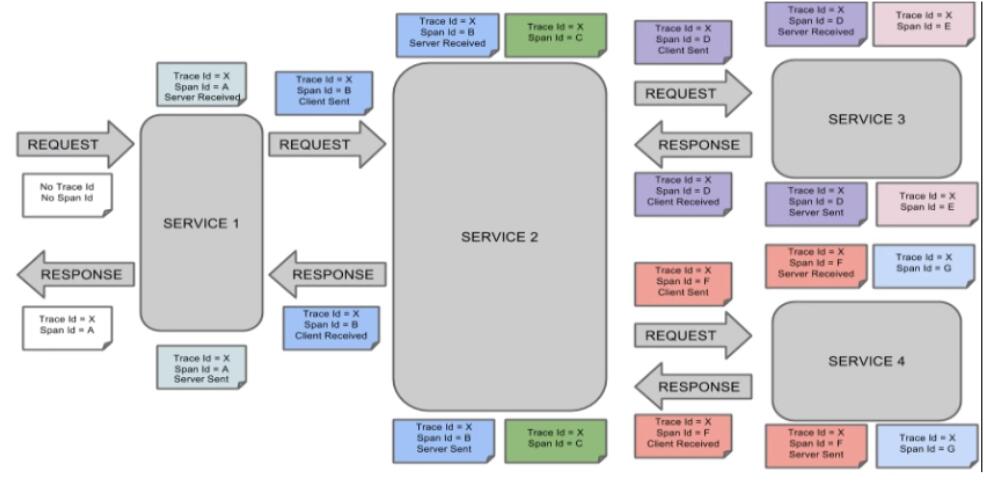 Trace Id = X
Span Id = A
Server Received
REQUEST
No Trace Id
No Span Id
SERVICE 1
RESPONSE
Trace Id = X
Span Id = A
Trace Id = X
Span Id = A
Server Sent
Trace Id = X
Span Id = B
Client Sent
REQUEST
RESPONSE
Trace Id = X
Span Id = B
Client Received
Trace Id = X
Span Id = B
Server Received
Trace Id = X
Span Id = C
SERVICE 2
Trace Id = X
Span Id = B
Server Sent
Trace Id = X
Span Id = C
Trace Id = X
Span Id = D
Client Sent
REQUEST
RESPONSE
Trace Id = X
Span Id = D
Client Received
Trace Id = X
Span Id = D
Server Received
Trace Id = X
Span Id = E
SERVICE 3
Trace Id = X
Span Id = D
Server Sent
Trace Id = X
Span Id = E
Trace Id = X
Span Id = F
Client Sent
REQUEST
RESPONSE
Trace Id = X
Span Id = F
Client Received
Trace Id = X
Span Id = F
Server Received
Trace Id = X
Span Id = G
SERVICE 4
Trace Id = X
Span Id = F
Server Sent
Trace Id = X
Span Id = G